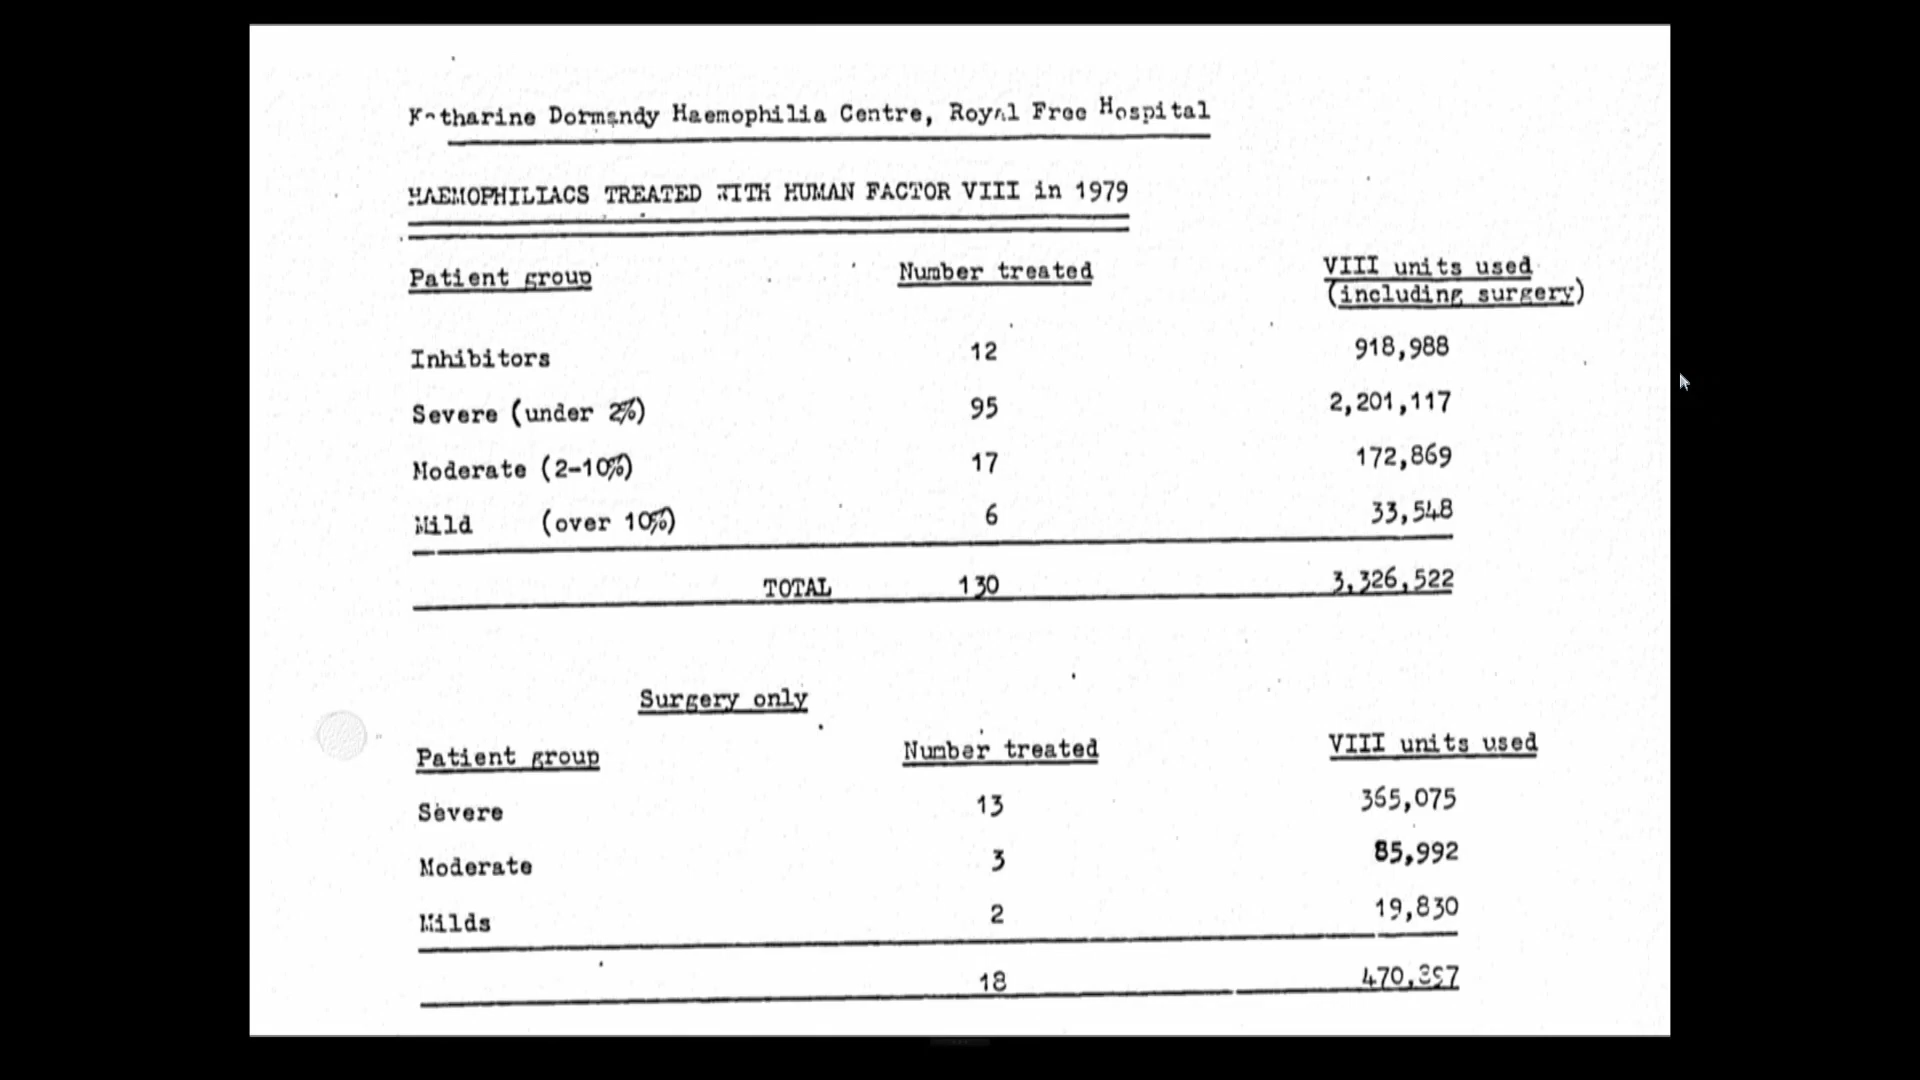 Katharine Dormandy Haemophilia Centre, Royal Free Hospital
HAEMOPHILIACS TREATED WITH HUMAN FACTOR VIII in 1979
Patient group Number treated VIII units used (including surgery)
Inhibitors 12 918,988
Severe (under 2%) 95 2,201,117
Moderate (2-10%) 17 172,869
Mild (over 10%) 6 33,548
TOTAL 130 3,326,522
Surgery only
Patient group Number treated VIII units used
Severe 13 365,075
Moderate 3 85,992
Milds 2 19,830
18 470,897